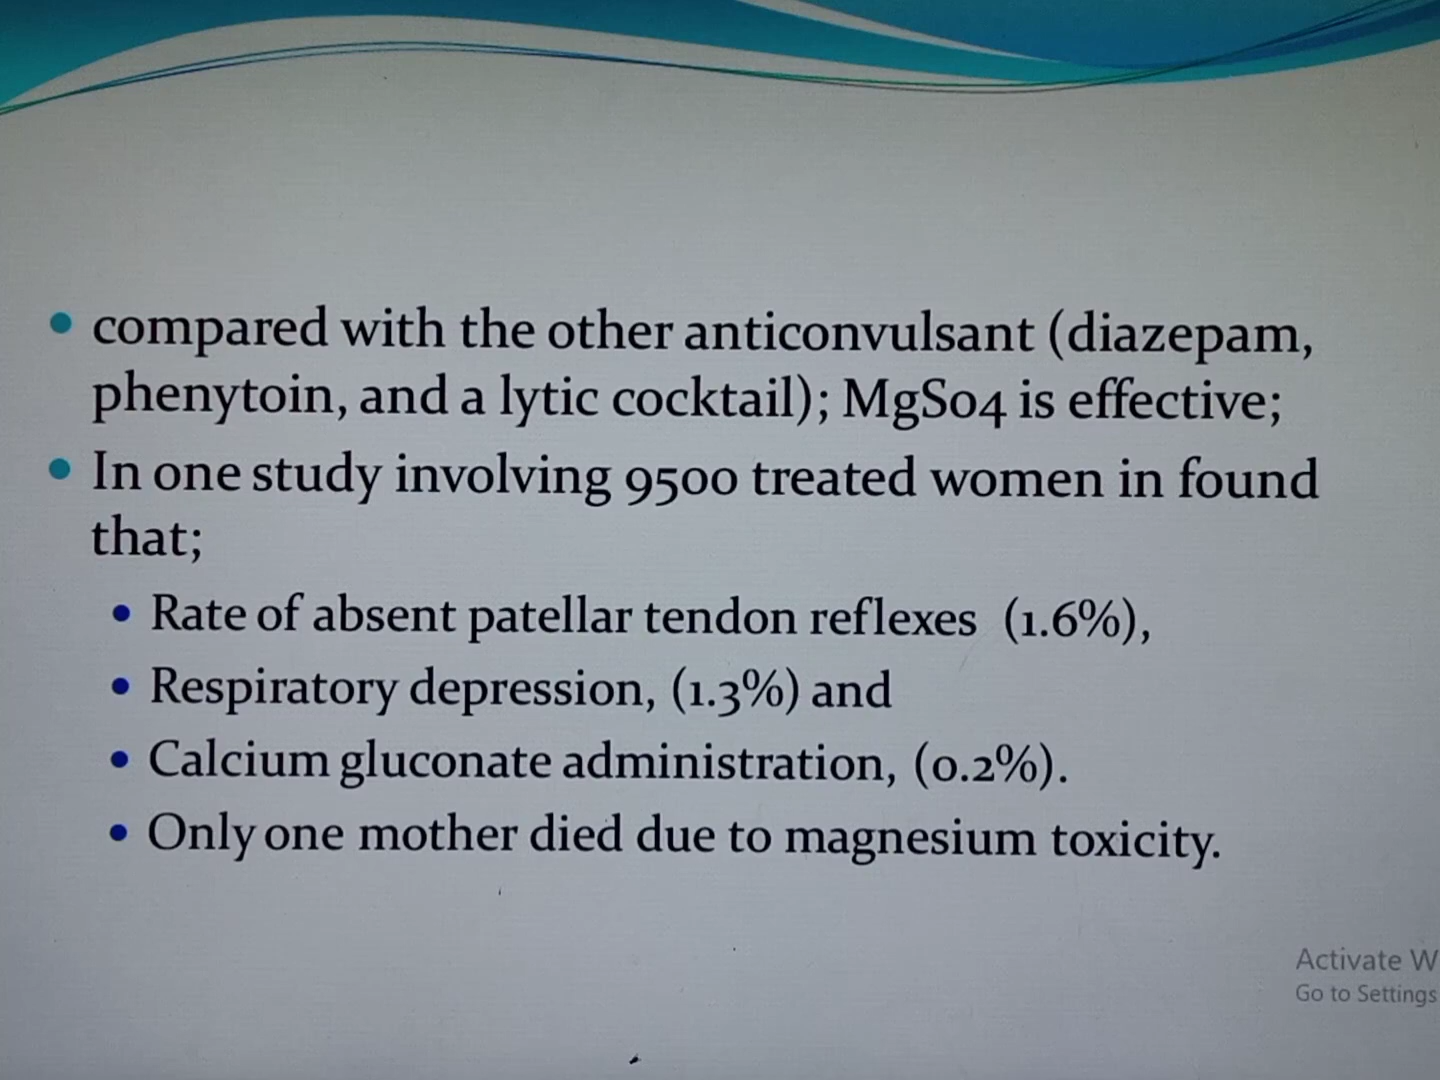 compared with the other anticonvulsant (diazepam,
phenytoin, and a lytic cocktail); MgSo4 is effective;
In one study involving 9500 treated women in found
that;
Rate of absent patellar tendon reflexes (1.6%),
Respiratory depression, (1.3%) and
Calcium gluconate administration, (0.2%).
Only one mother died due to magnesium toxicity.
Activate W
Go to Settings